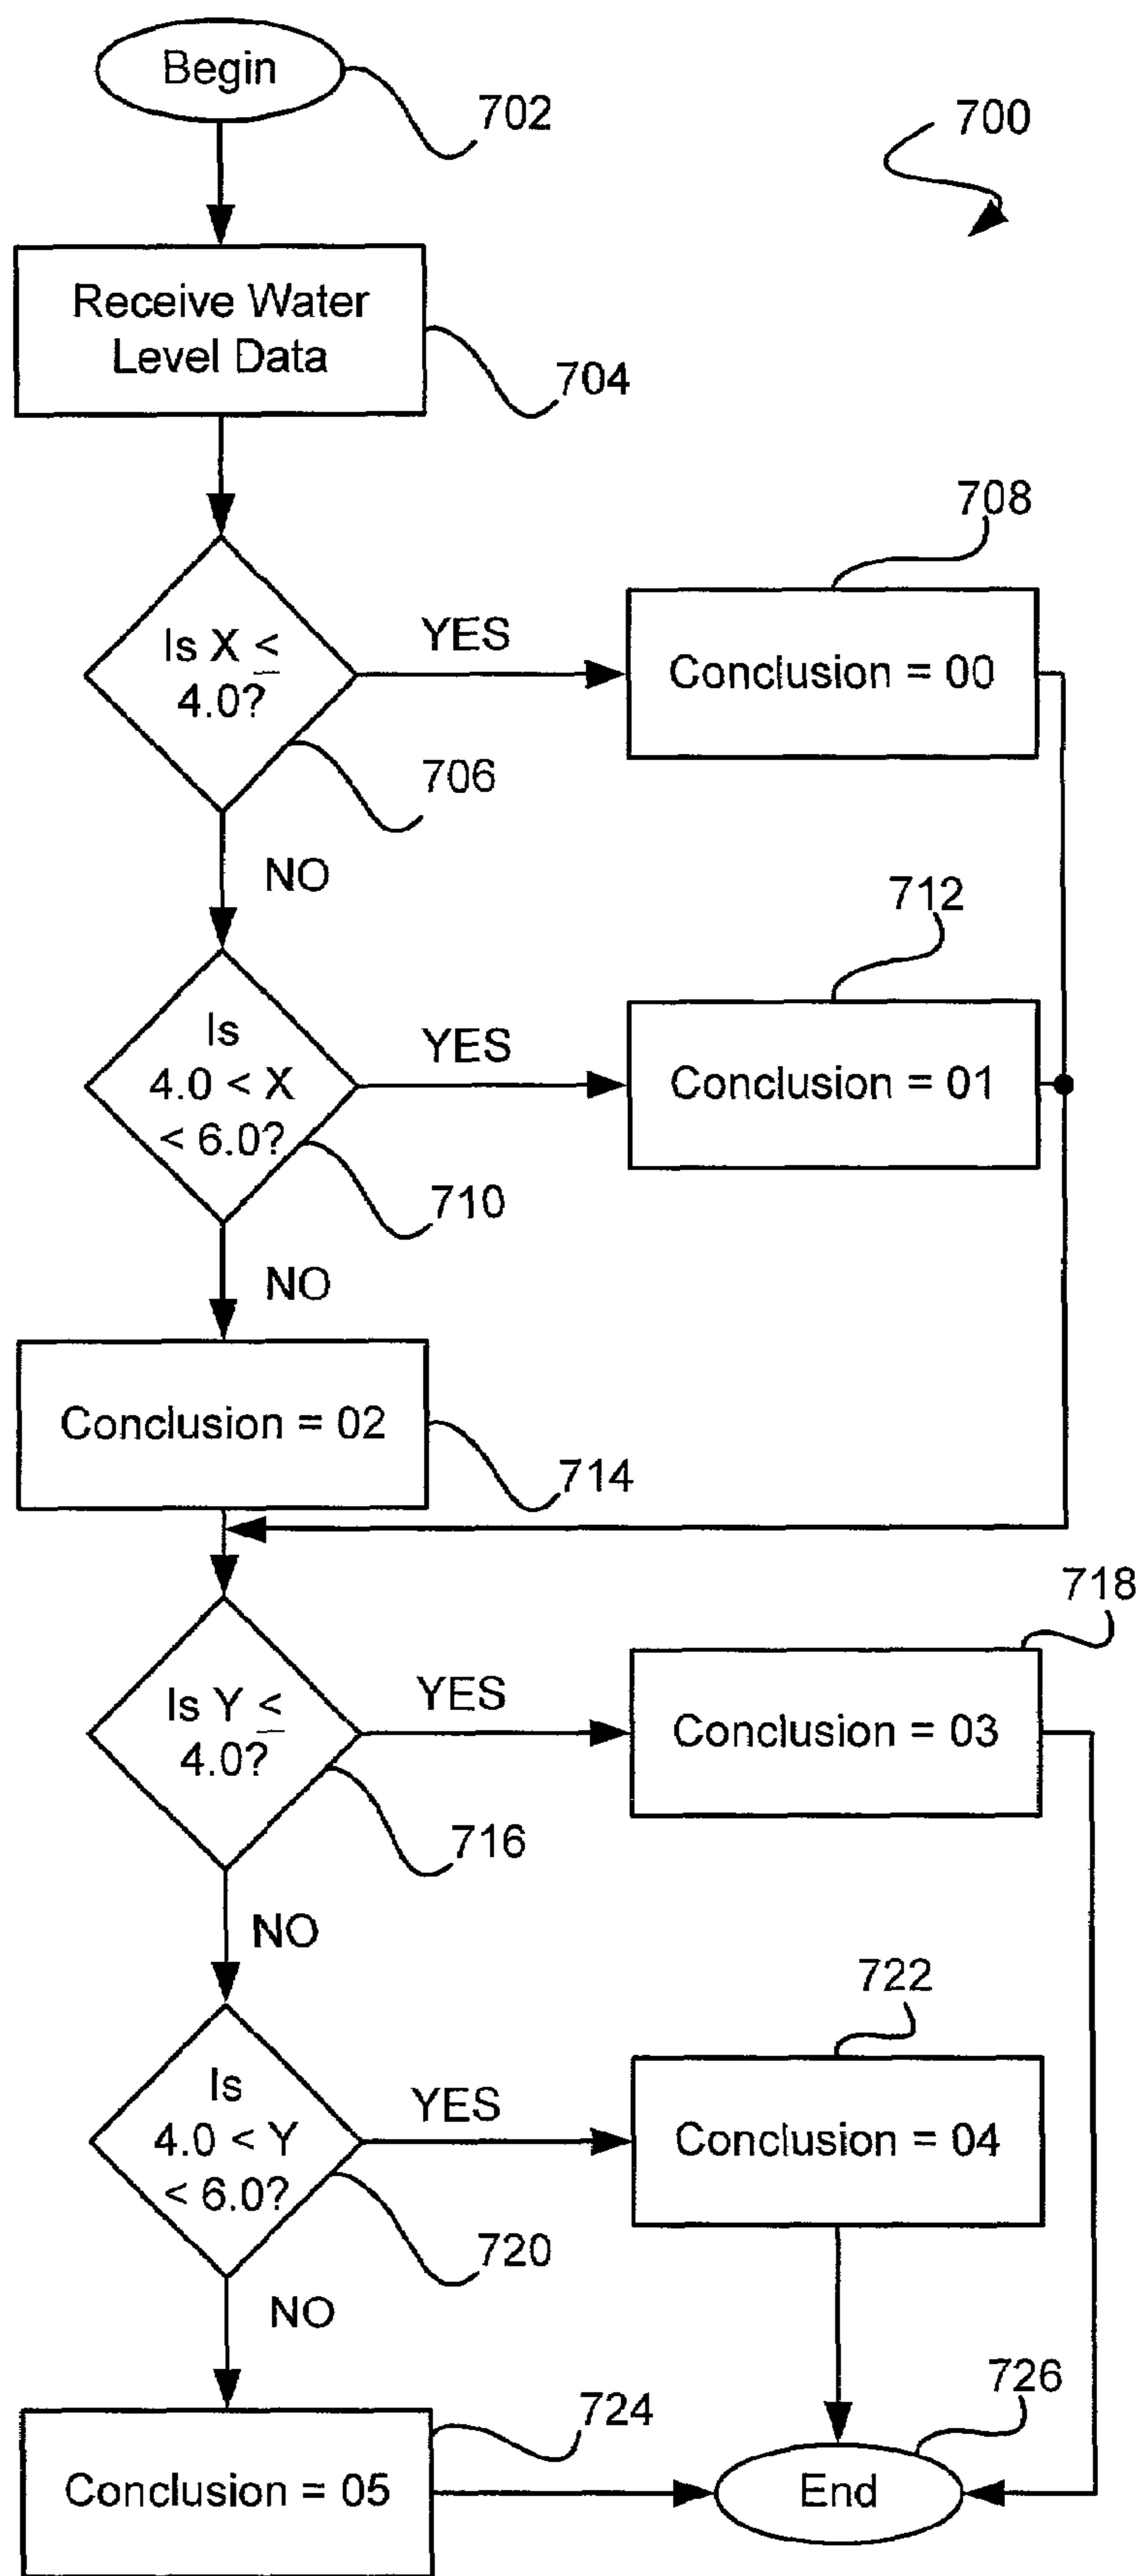 Begin
702
700
Receive Water
Level Data
704
708
Is X ≤
4.0?
YES
Conclusion = 00
706
NO
712
Is
4.0 < X
< 6.0?
YES
Conclusion = 01
710
NO
Conclusion = 02
714
718
Is Y ≤
4.0?
YES
Conclusion = 03
716
NO
722
Is
4.0 < Y
< 6.0?
YES
Conclusion = 04
720
NO
726
724
Conclusion = 05
End